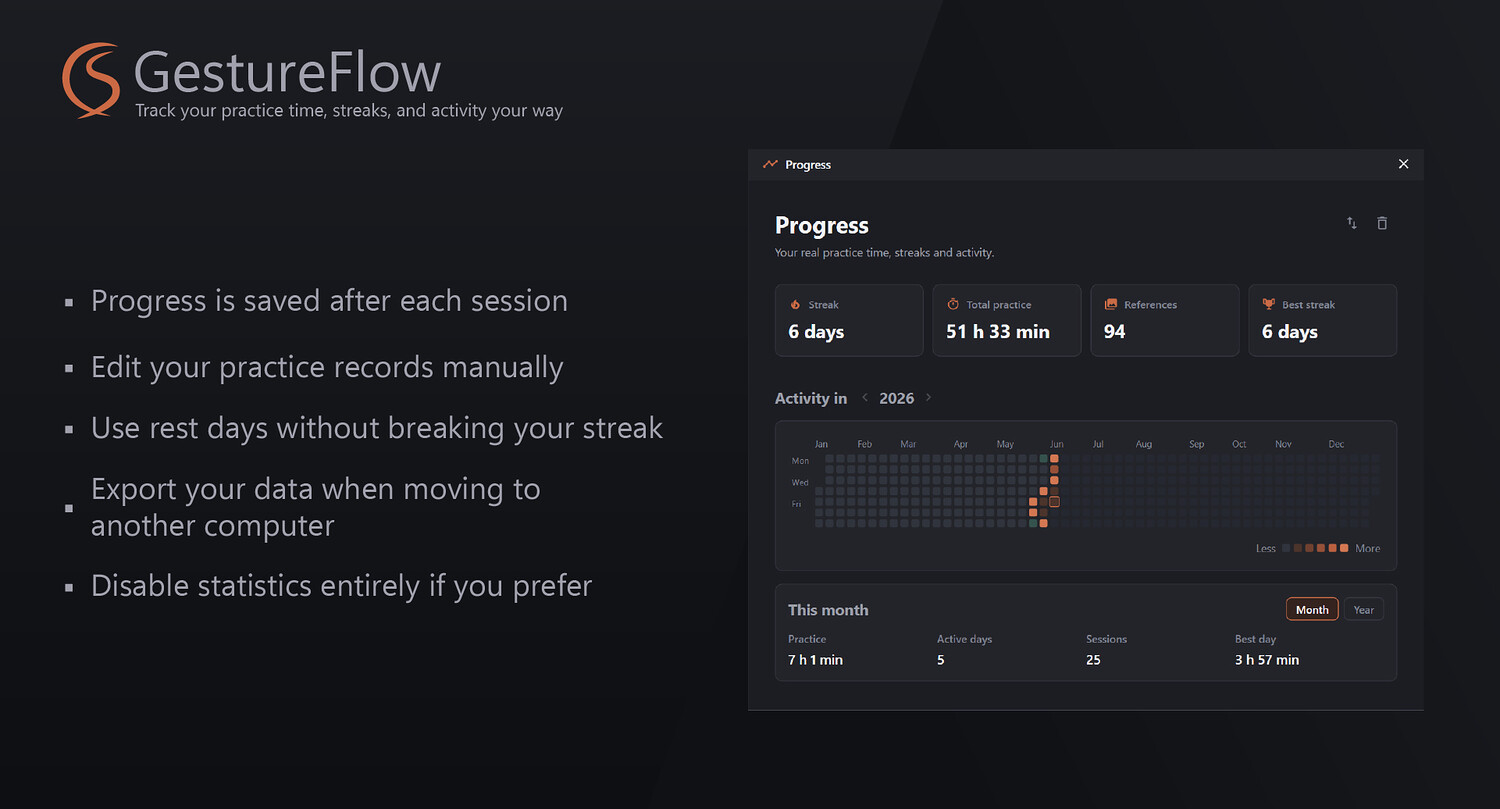 GestureFlow
Track your practice time, streaks, and activity your way
Progress is saved after each session
Edit your practice records manually
Use rest days without breaking your streak
Export your data when moving to
another computer
Disable statistics entirely if you prefer
Progress
Progress
Your real practice time, streaks and activity.
Streak
6 days
Total practice
51 h 33 min
References
94
Best streak
6 days
Activity in 2026
Jan Feb Mar Apr May Jun Jul Aug Sep Oct Nov Dec
Mon
Wed
Fri
Less More
This month
Month Year
Practice Active days Sessions Best day
7 h 1 min 5 25 3 h 57 min